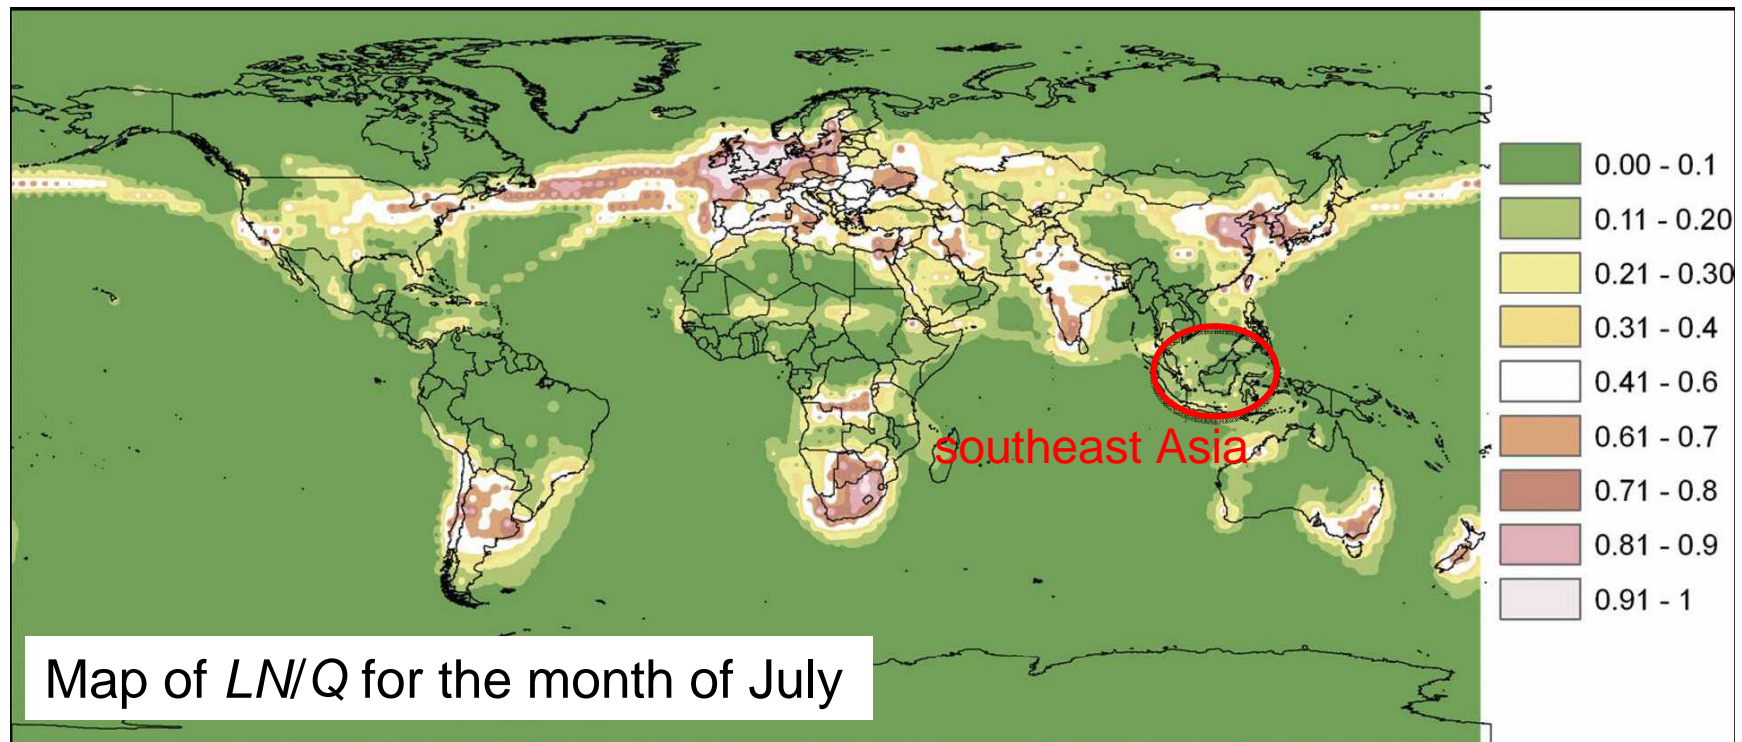 0.00 - 0.1
0.11 - 0.20
0.21 - 0.30
0.31 - 0.4
0.41 - 0.6
0.61 - 0.7
0.71 - 0.8
0.81 - 0.9
0.91 - 1
southeast Asia
Map of LN/Q for the month of July